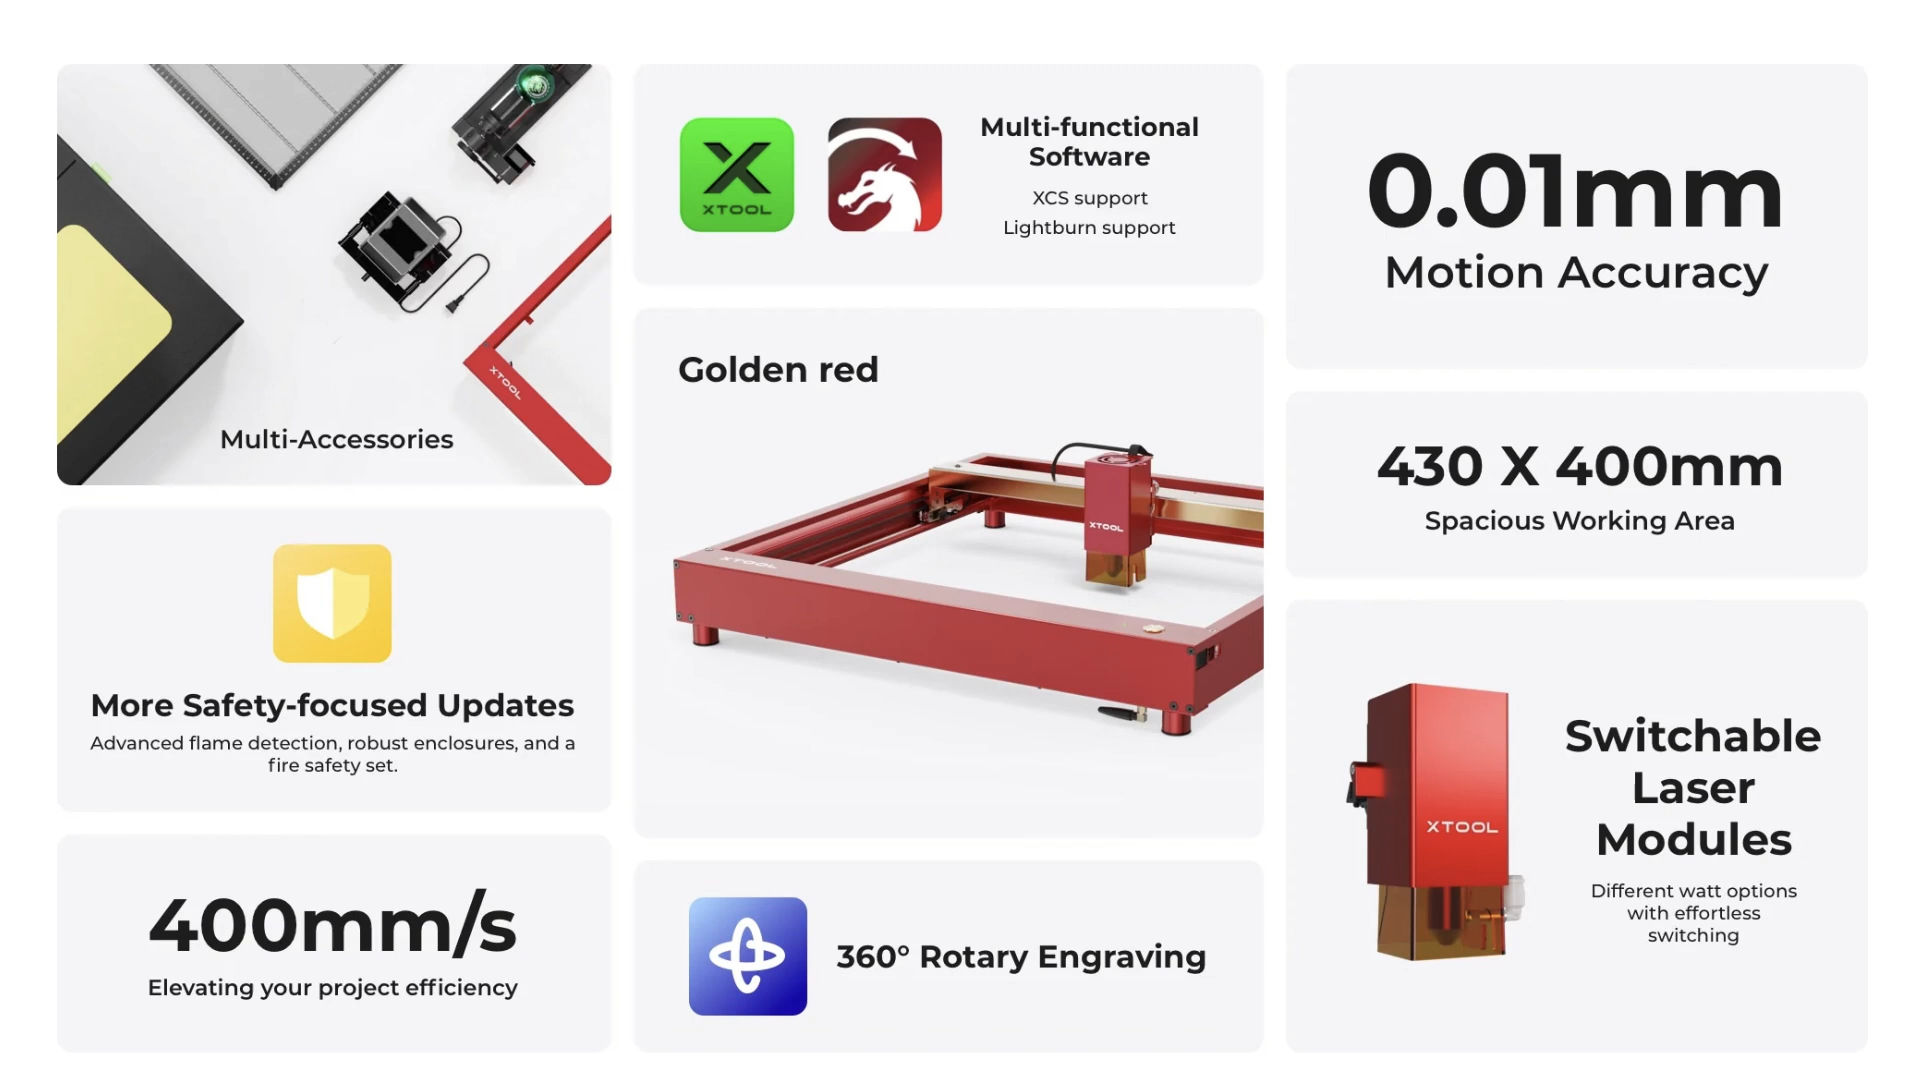 XTOOL
Multi-Accessories
More Safety-focused Updates
Advanced flame detection, robust enclosures, and a
fire safety set.
400mm/s
Elevating your project efficiency
XTOOL
Multi-functional
Software
XCS support
Lightburn support
Golden red
XTOOL
XTOOL
360° Rotary Engraving
0.01mm
Motion Accuracy
430 X 400mm
Spacious Working Area
XTOOL
Switchable
Laser
Modules
Different watt options
with effortless
switching